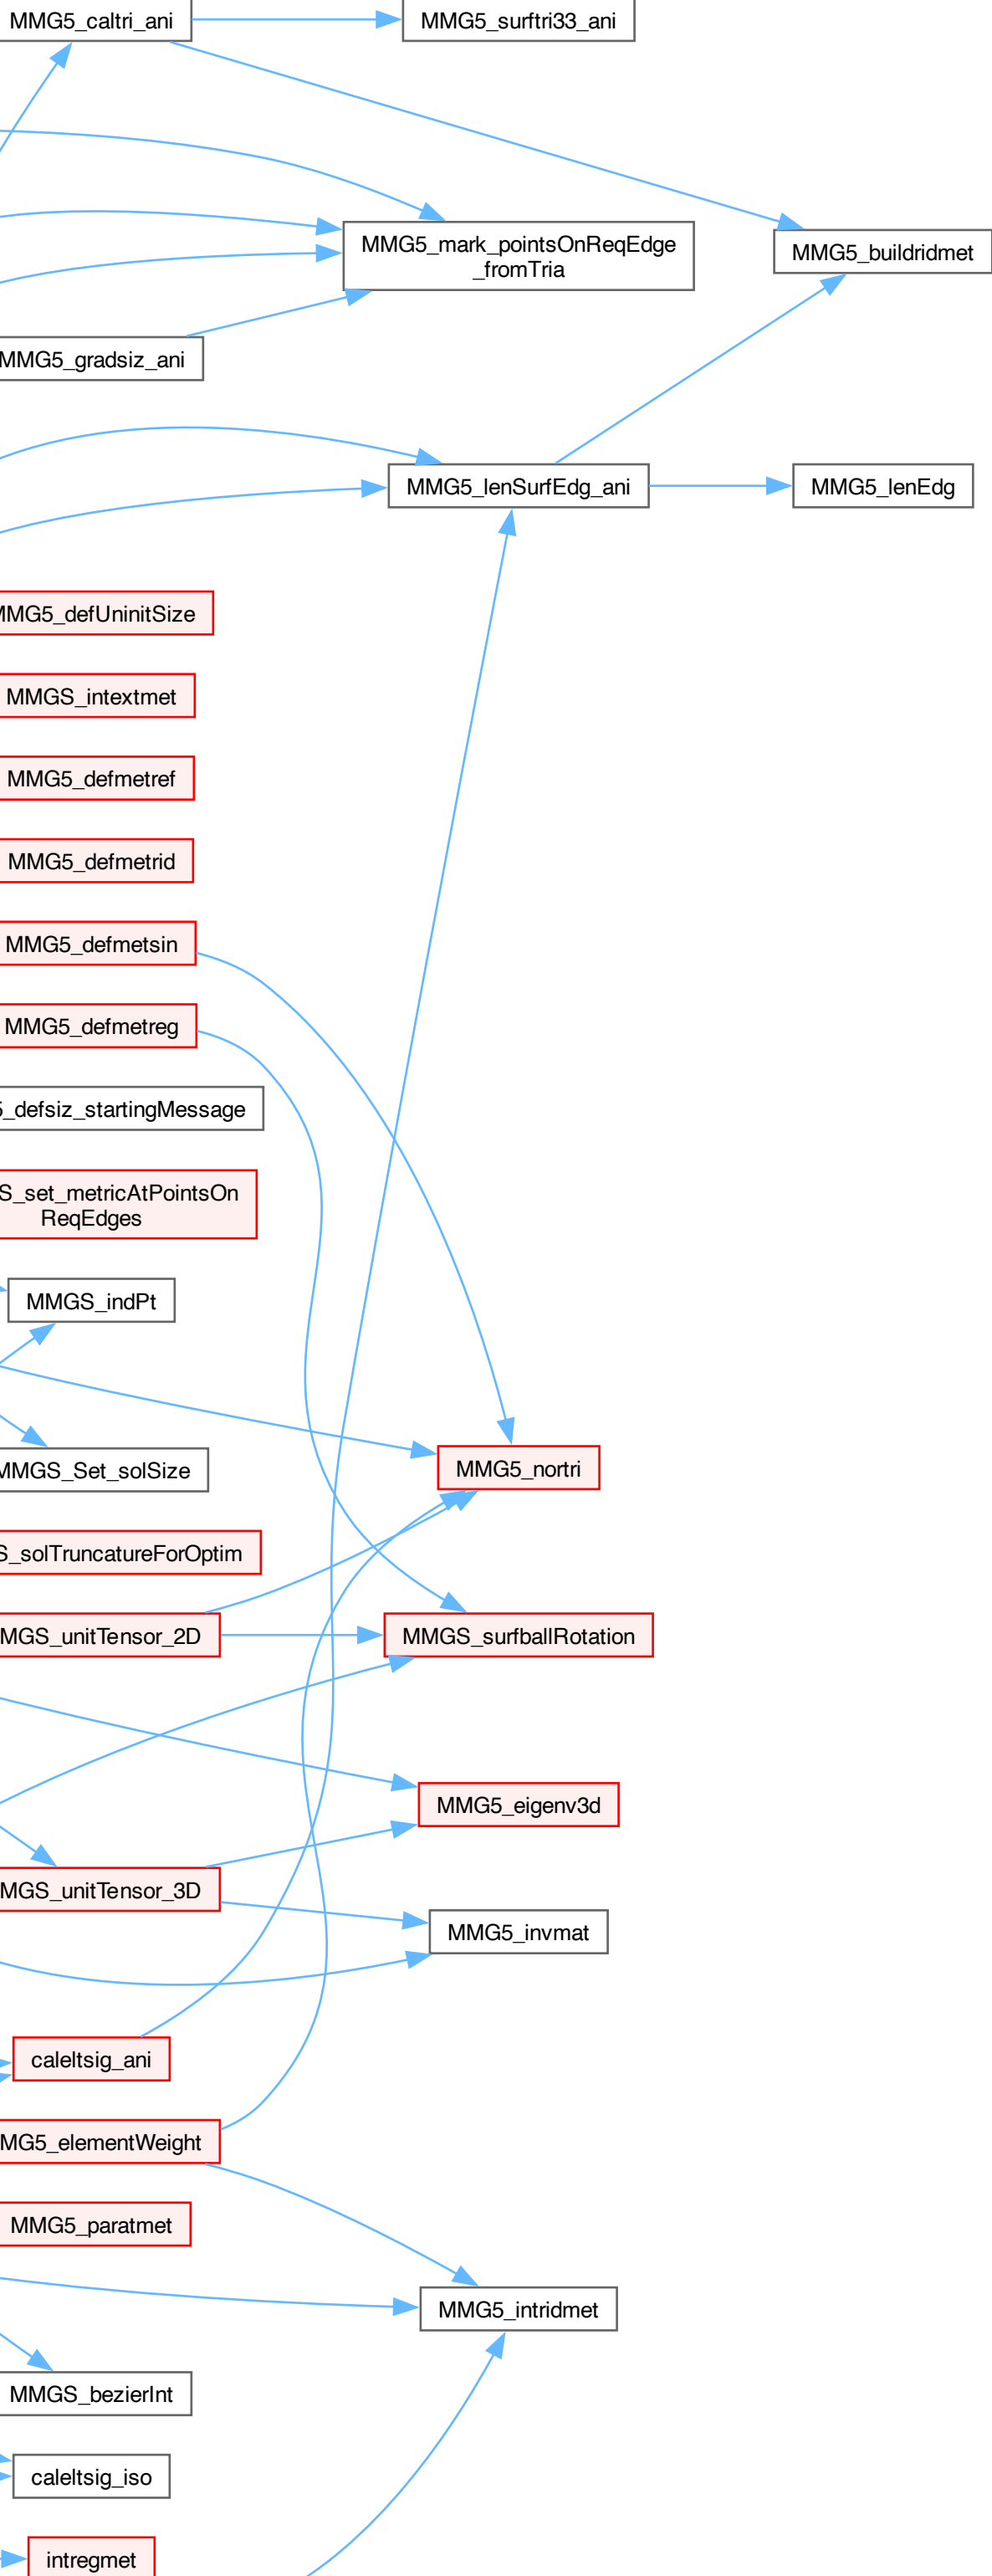 MMG5_caltri_ani
MMG5_surftri33_ani
MMG5_mark_pointsOnReqEdge
_fromTria
MMG5_buildridmet
MMG5_gradsiz_ani
MMG5_lenSurfEdg_ani
MMG5_lenEdg
MMG5_defUninitSize
MMGS_intextmet
MMG5_defmetref
MMG5_defmetrid
MMG5_defmetsin
MMG5_defmetreg
5_defsiz_startingMessage
S_set_metricAtPointsOn
ReqEdges
MMGS_indPt
MMGS_Set_solSize
MMG5_nortri
S_solTruncatureForOptim
MGS_unitTensor_2D
MMGS_surfballRotation
MMG5_eigenv3d
MGS_unitTensor_3D
MMG5_invmat
caleltsig_ani
MG5_elementWeight
MMG5_paratmet
MMG5_intridmet
MMGS_bezierInt
caleltsig_iso
intregmet